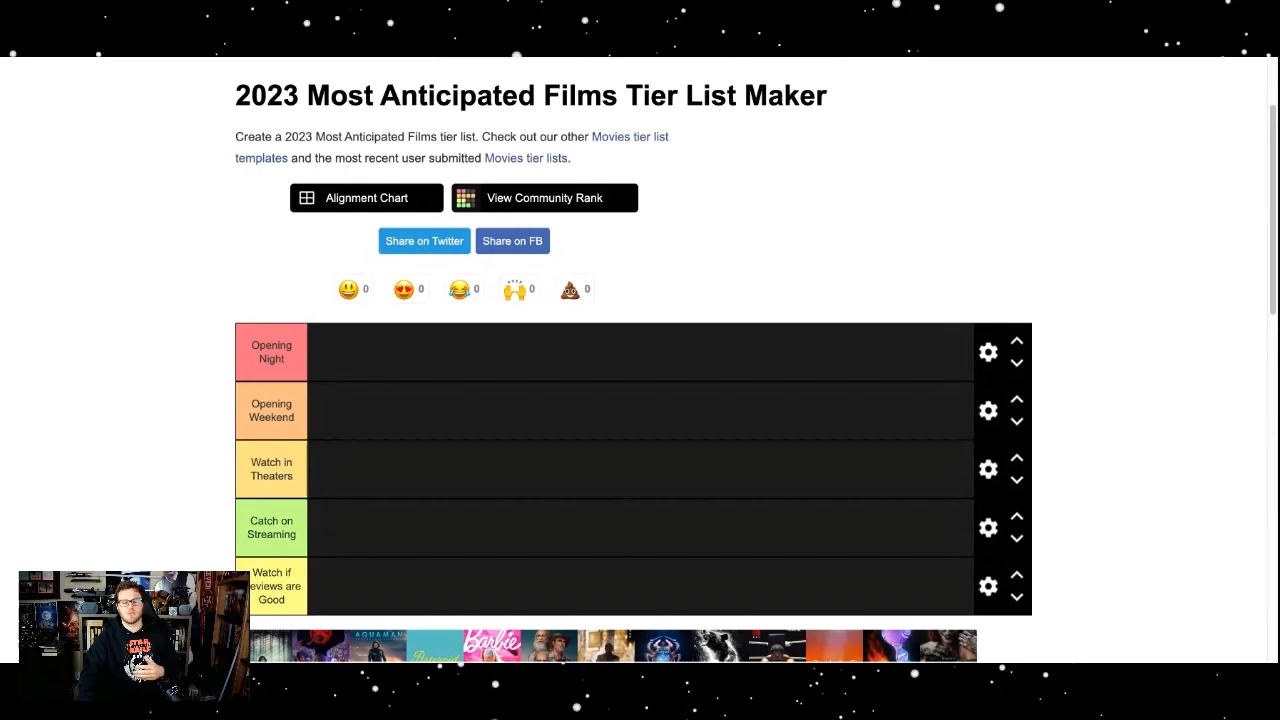 2023 Most Anticipated Films Tier List Maker
Create a 2023 Most Anticipated Films tier list. Check out our other Movies tier list
templates and the most recent user submitted Movies tier lists.
Alignment Chart
View Community Rank
Share on Twitter
Share on FB
0
0
0
0
0
Opening
Night
Opening
Weekend
Watch in
Theaters
Catch on
Streaming
Watch if
eviews are
Good
AQUAMAN
Asteroid
Barbie
STAR